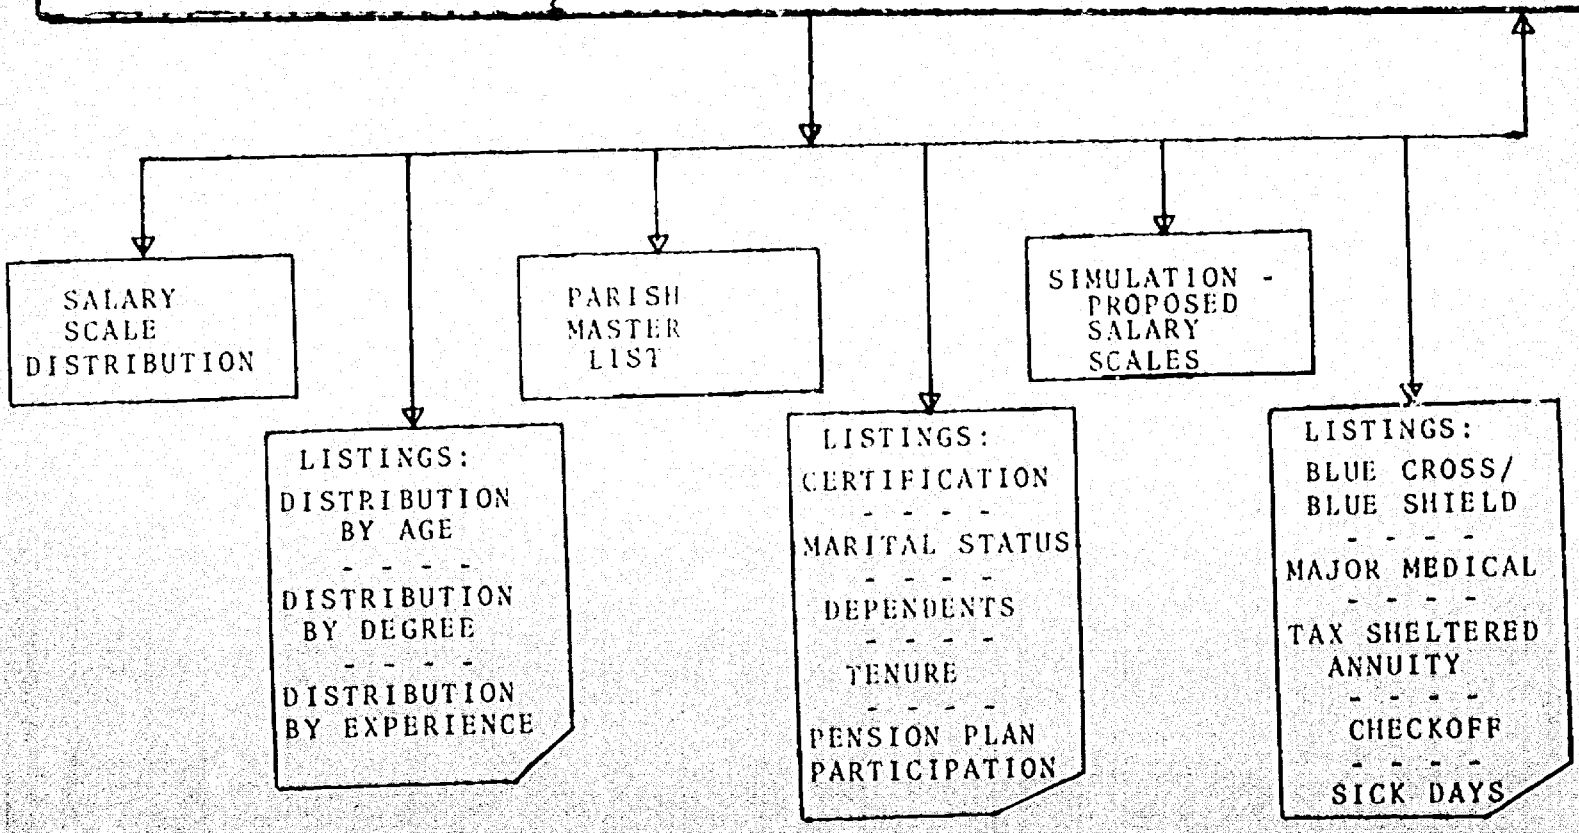 SALARY
SCALE
DISTRIBUTION
PARISH
MASTER
LIST
SIMULATION -
PROPOSED
SALARY
SCALES
LISTINGS:
DISTRIBUTION
BY AGE
- - - -
DISTRIBUTION
BY DEGREE
- - - -
DISTRIBUTION
BY EXPERIENCE
LISTINGS:
CERTIFICATION
- - - -
MARITAL STATUS
- - - -
DEPENDENTS
- - - -
TENURE
- - - -
PENSION PLAN
PARTICIPATION
LISTINGS:
BLUE CROSS/
BLUE SHIELD
- - - -
MAJOR MEDICAL
- - - -
TAX SHELTERED
ANNUITY
- - - -
CHECKOFF
- - - -
SICK DAYS